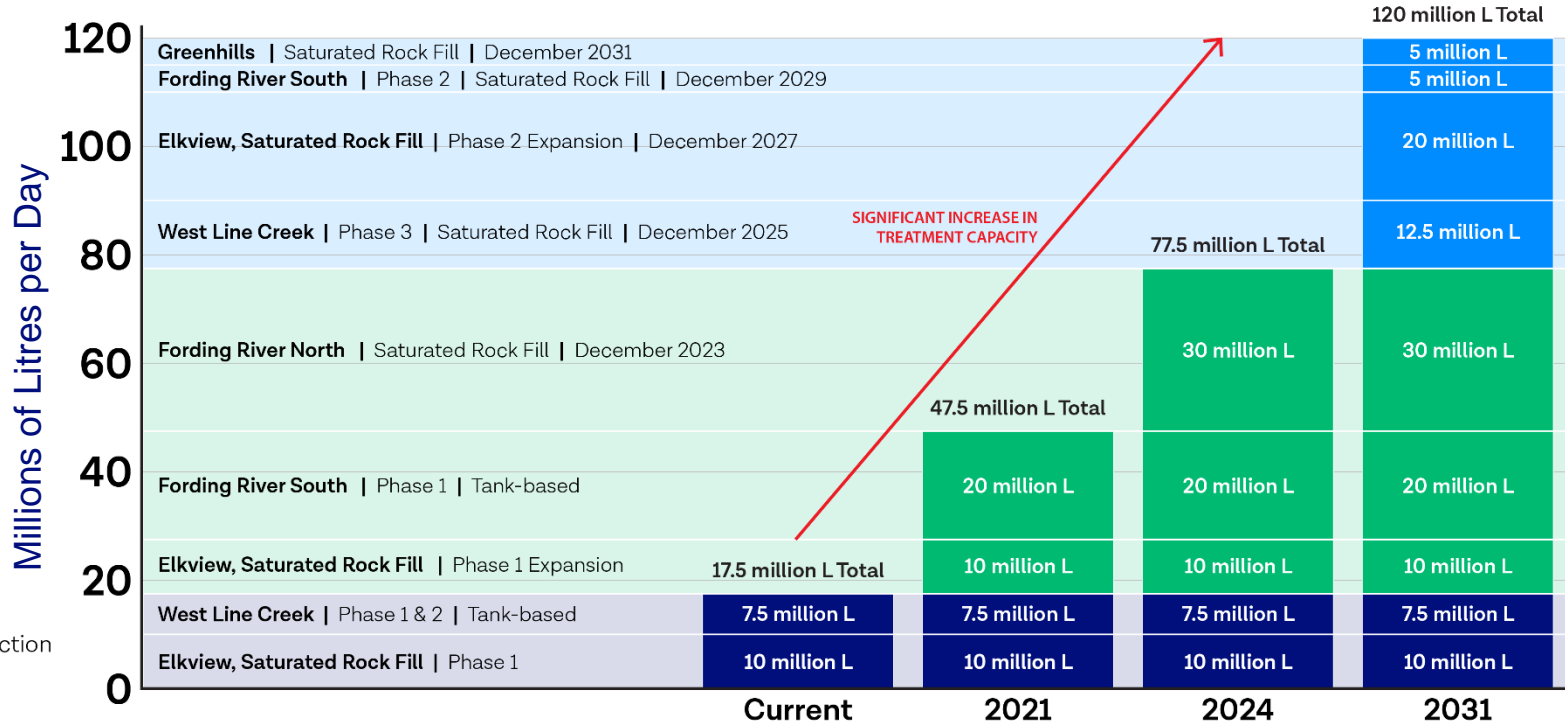 120 million L Total
120
Greenhills | Saturated Rock Fill | December 2031
5 million L
Fording River South | Phase 2 | Saturated Rock Fill | December 2029
5 million L
100
Elkview, Saturated Rock Fill | Phase 2 Expansion | December 2027
20 million L
SIGNIFICANT INCREASE IN
TREATMENT CAPACITY
West Line Creek | Phase 3 | Saturated Rock Fill | December 2025
12.5 million L
80
77.5 million L Total
Millions of Litres per Day
Fording River North | Saturated Rock Fill | December 2023
30 million L
30 million L
60
47.5 million L Total
40
Fording River South | Phase 1 | Tank-based
20 million L
20 million L
20 million L
Elkview, Saturated Rock Fill | Phase 1 Expansion
17.5 million L Total
10 million L
10 million L
10 million L
20
West Line Creek | Phase 1 & 2 | Tank-based
7.5 million L
7.5 million L
7.5 million L
7.5 million L
ction
Elkview, Saturated Rock Fill | Phase 1
10 million L
10 million L
10 million L
10 million L
0
Current
2021
2024
2031